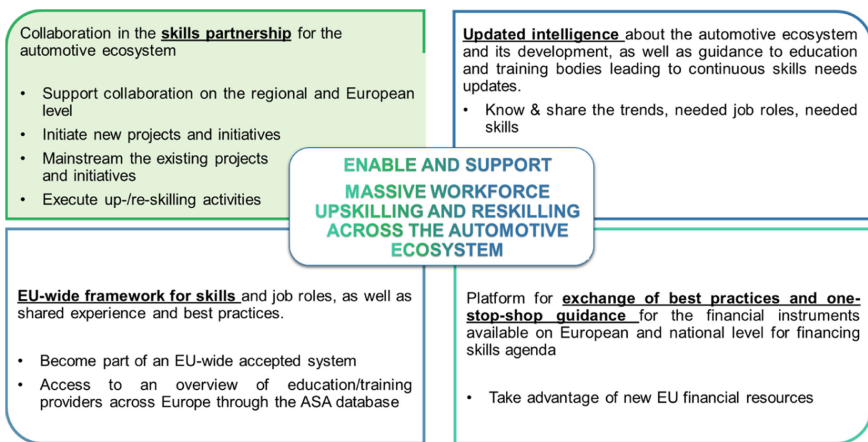 Collaboration in the skills partnership for the
automotive ecosystem
• Support collaboration on the regional and European
level
• Initiate new projects and initiatives
• Mainstream the existing projects
and initiatives
• Execute up-/re-skilling activities
Updated intelligence about the automotive ecosystem
and its development, as well as guidance to education
and training bodies leading to continuous skills needs
updates.
• Know & share the trends, needed job roles, needed
skills
ENABLE AND SUPPORT
MASSIVE WORKFORCE
UPSKILLING AND RESKILLING
ACROSS THE AUTOMOTIVE
ECOSYSTEM
EU-wide framework for skills and job roles, as well as
shared experience and best practices.
• Become part of an EU-wide accepted system
• Access to an overview of education/training
providers across Europe through the ASA database
Platform for exchange of best practices and one-
stop-shop guidance for the financial instruments
available on European and national level for financing
skills agenda
• Take advantage of new EU financial resources